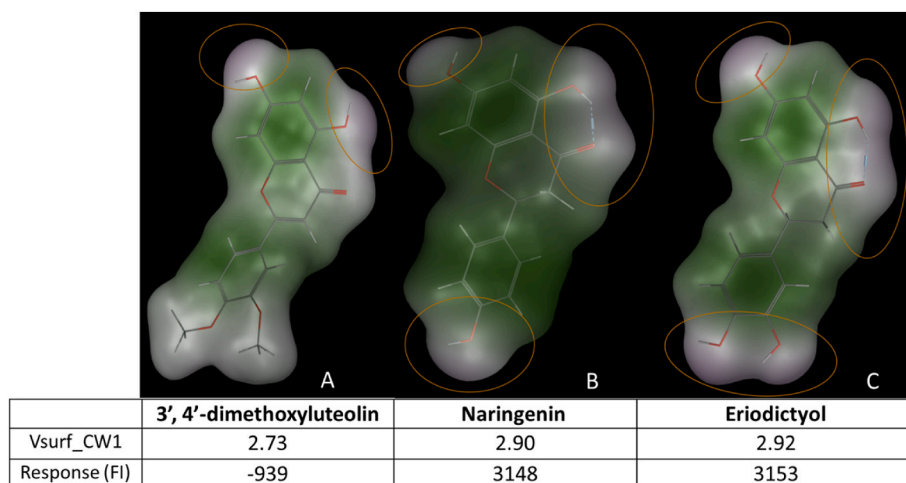 A B C
3’, 4’-dimethoxyluteolin Naringenin Eriodictyol
Vsurf_CW1 2.73 2.90 2.92
Response (FI) -939 3148 3153